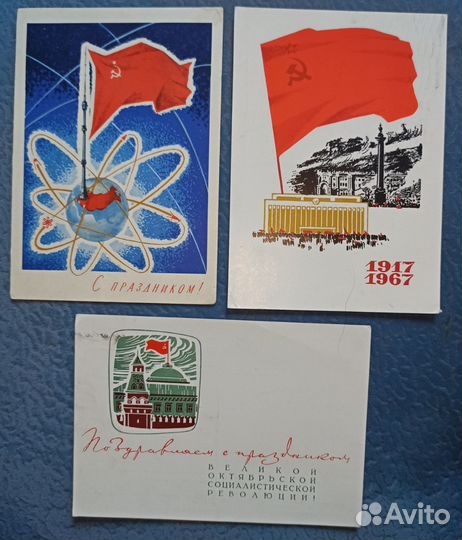 С ПРАЗДНИКОМ!
1917
1967
Поздравляем с праздником
ВЕЛИКОЙ
ОКТЯБРЬСКОЙ
СОЦИАЛИСТИЧЕСКОЙ
РЕВОЛЮЦИИ!
Avito